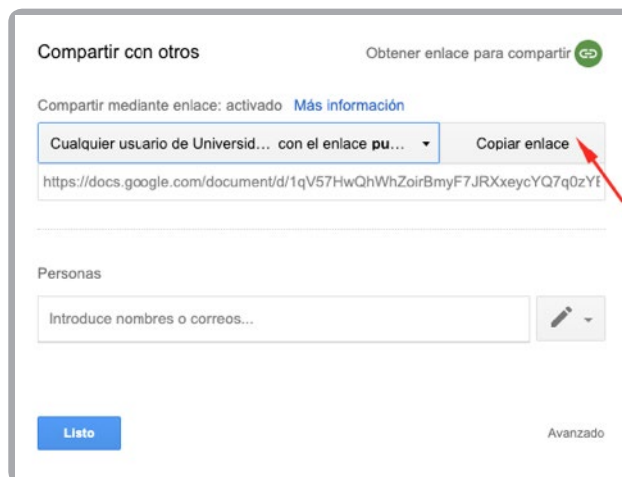 Compartir con otros
Obtener enlace para compartir
Compartir mediante enlace: activado Más información
Cualquier usuario de Universid... con el enlace pu...
Copiar enlace
https://docs.google.com/document/d/1qV57HwQhWhZoirBmyF7JRXxeycYQ7q0zYE
Personas
Introduce nombres o correos...
Listo
Avanzado